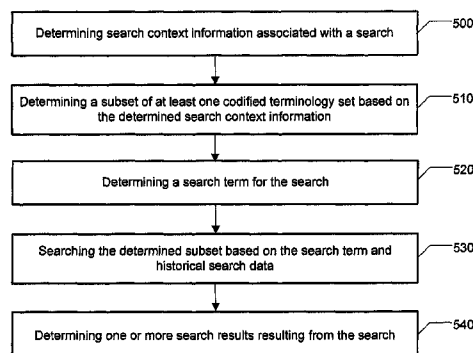 Determining search context information associated with a search
500
Determining a subset of at least one codified terminology set based on
the determined search context information
510
Determining a search term for the search
520
Searching the determined subset based on the search term and
historical search data
530
Determining one or more search results resulting from the search
540